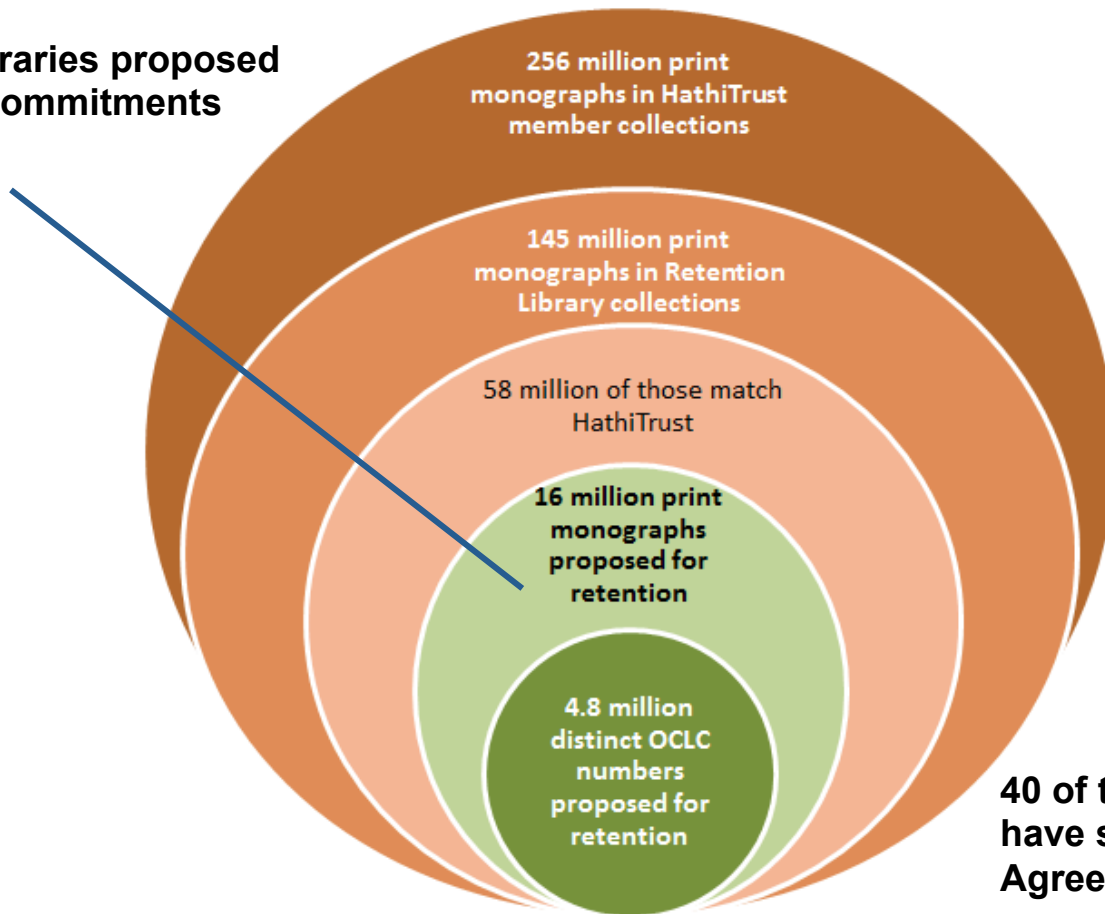 raries proposed
ommitments
256 million print
monographs in HathiTrust
member collections
145 million print
monographs in Retention
Library collections
58 million of those match
HathiTrust
16 million print
monographs
proposed for
retention
4.8 million
distinct OCLC
numbers
proposed for
retention
40 of t
have s
Agree